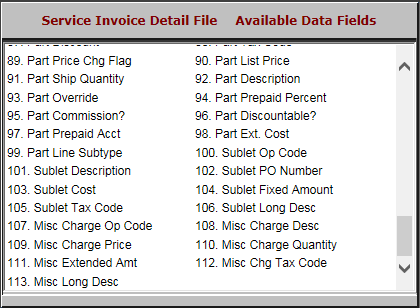 Service Invoice Detail File Available Data Fields
89. Part Price Chg Flag 90. Part List Price
91. Part Ship Quantity 92. Part Description
93. Part Override 94. Part Prepaid Percent
95. Part Commission? 96. Part Discountable?
97. Part Prepaid Acct 98. Part Ext. Cost
99. Part Line Subtype 100. Sublet Op Code
101. Sublet Description 102. Sublet PO Number
103. Sublet Cost 104. Sublet Fixed Amount
105. Sublet Tax Code 106. Sublet Long Desc
107. Misc Charge Op Code 108. Misc Charge Desc
109. Misc Charge Price 110. Misc Charge Quantity
111. Misc Extended Amt 112. Misc Chg Tax Code
113. Misc Long Desc